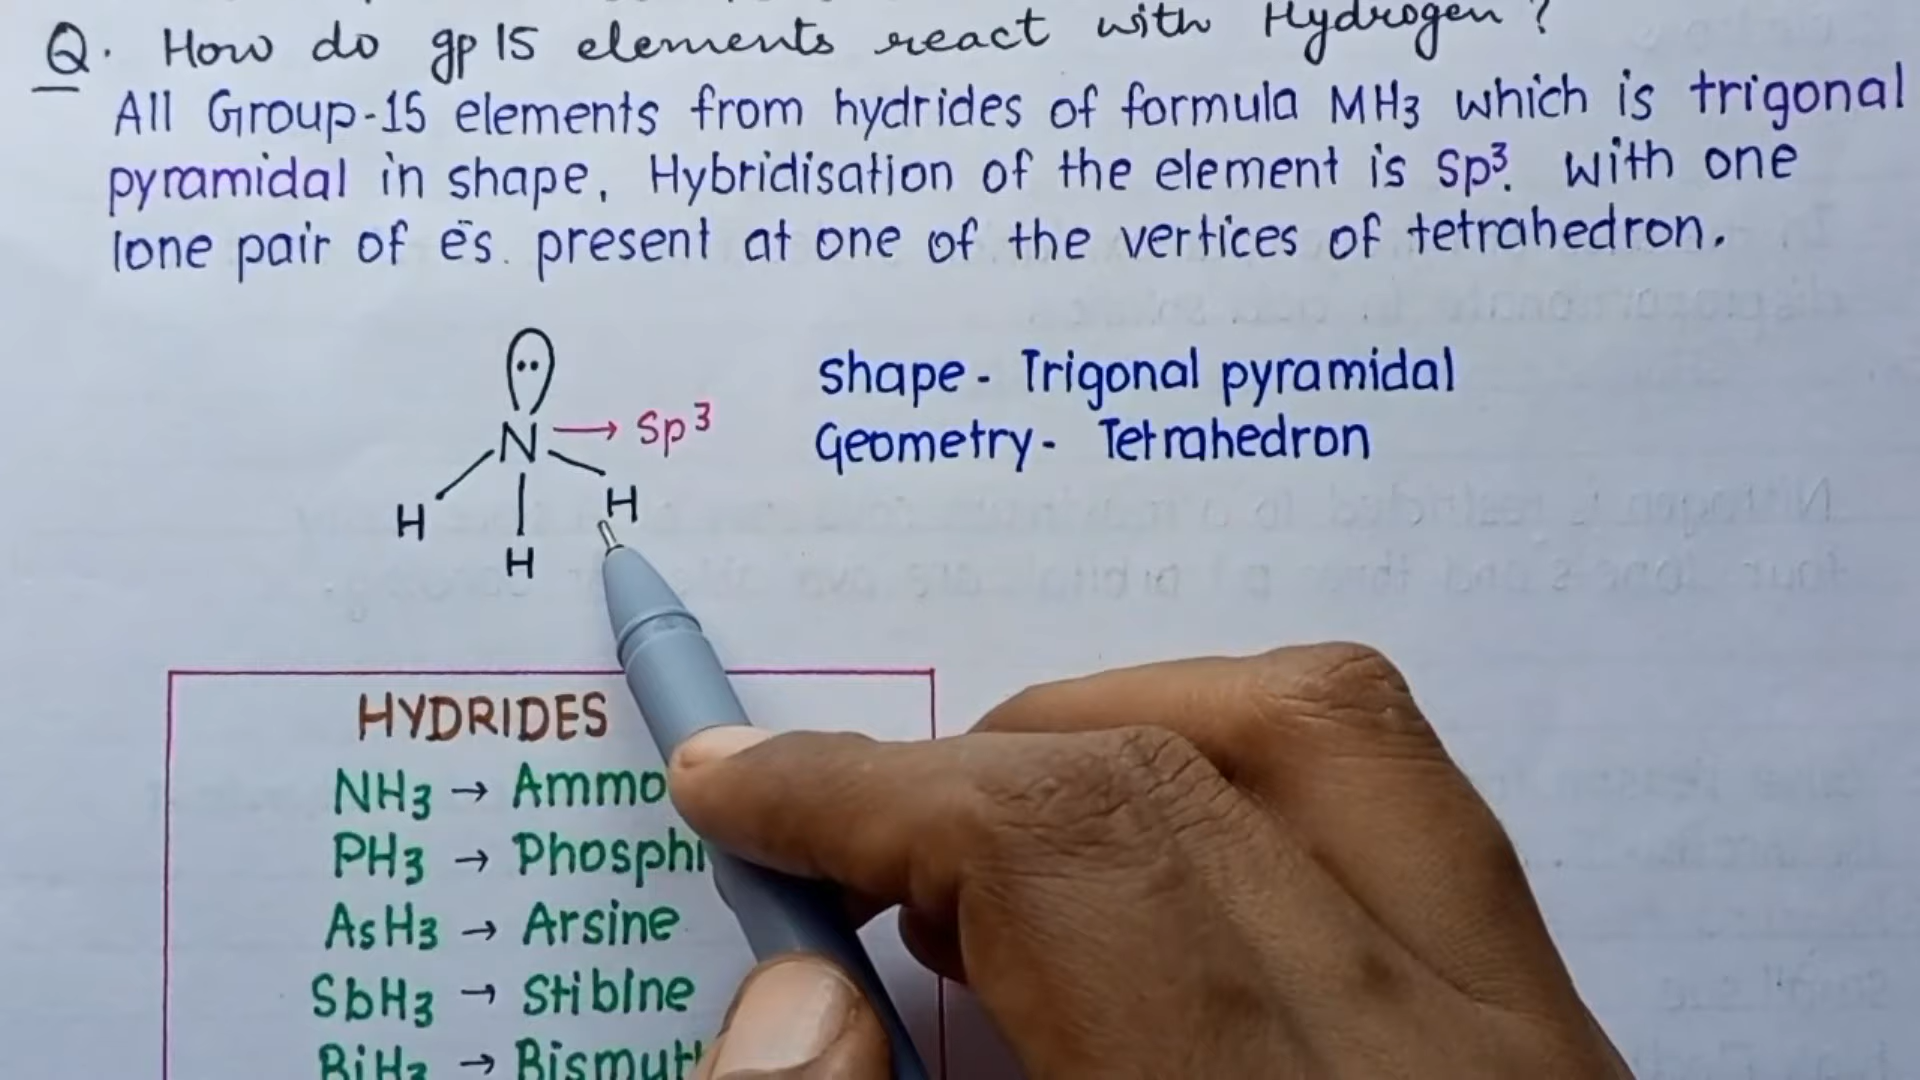 Q. How do gp 15 elements react with Hydrogen?
All Group-15 elements from hydrides of formula MH3 which is trigonal
pyramidal in shape, Hybridisation of the element is Sp³. with one
lone pair of ēs. present at one of the vertices of tetrahedron.
N → Sp³
H
H
H
shape - Trigonal pyramidal
Geometry - Tetrahedron
HYDRIDES
NH3 → Ammo
PH3 → Phosphi
AsH3 → Arsine
SbH3 → Stibine
BiH3 → Bismut